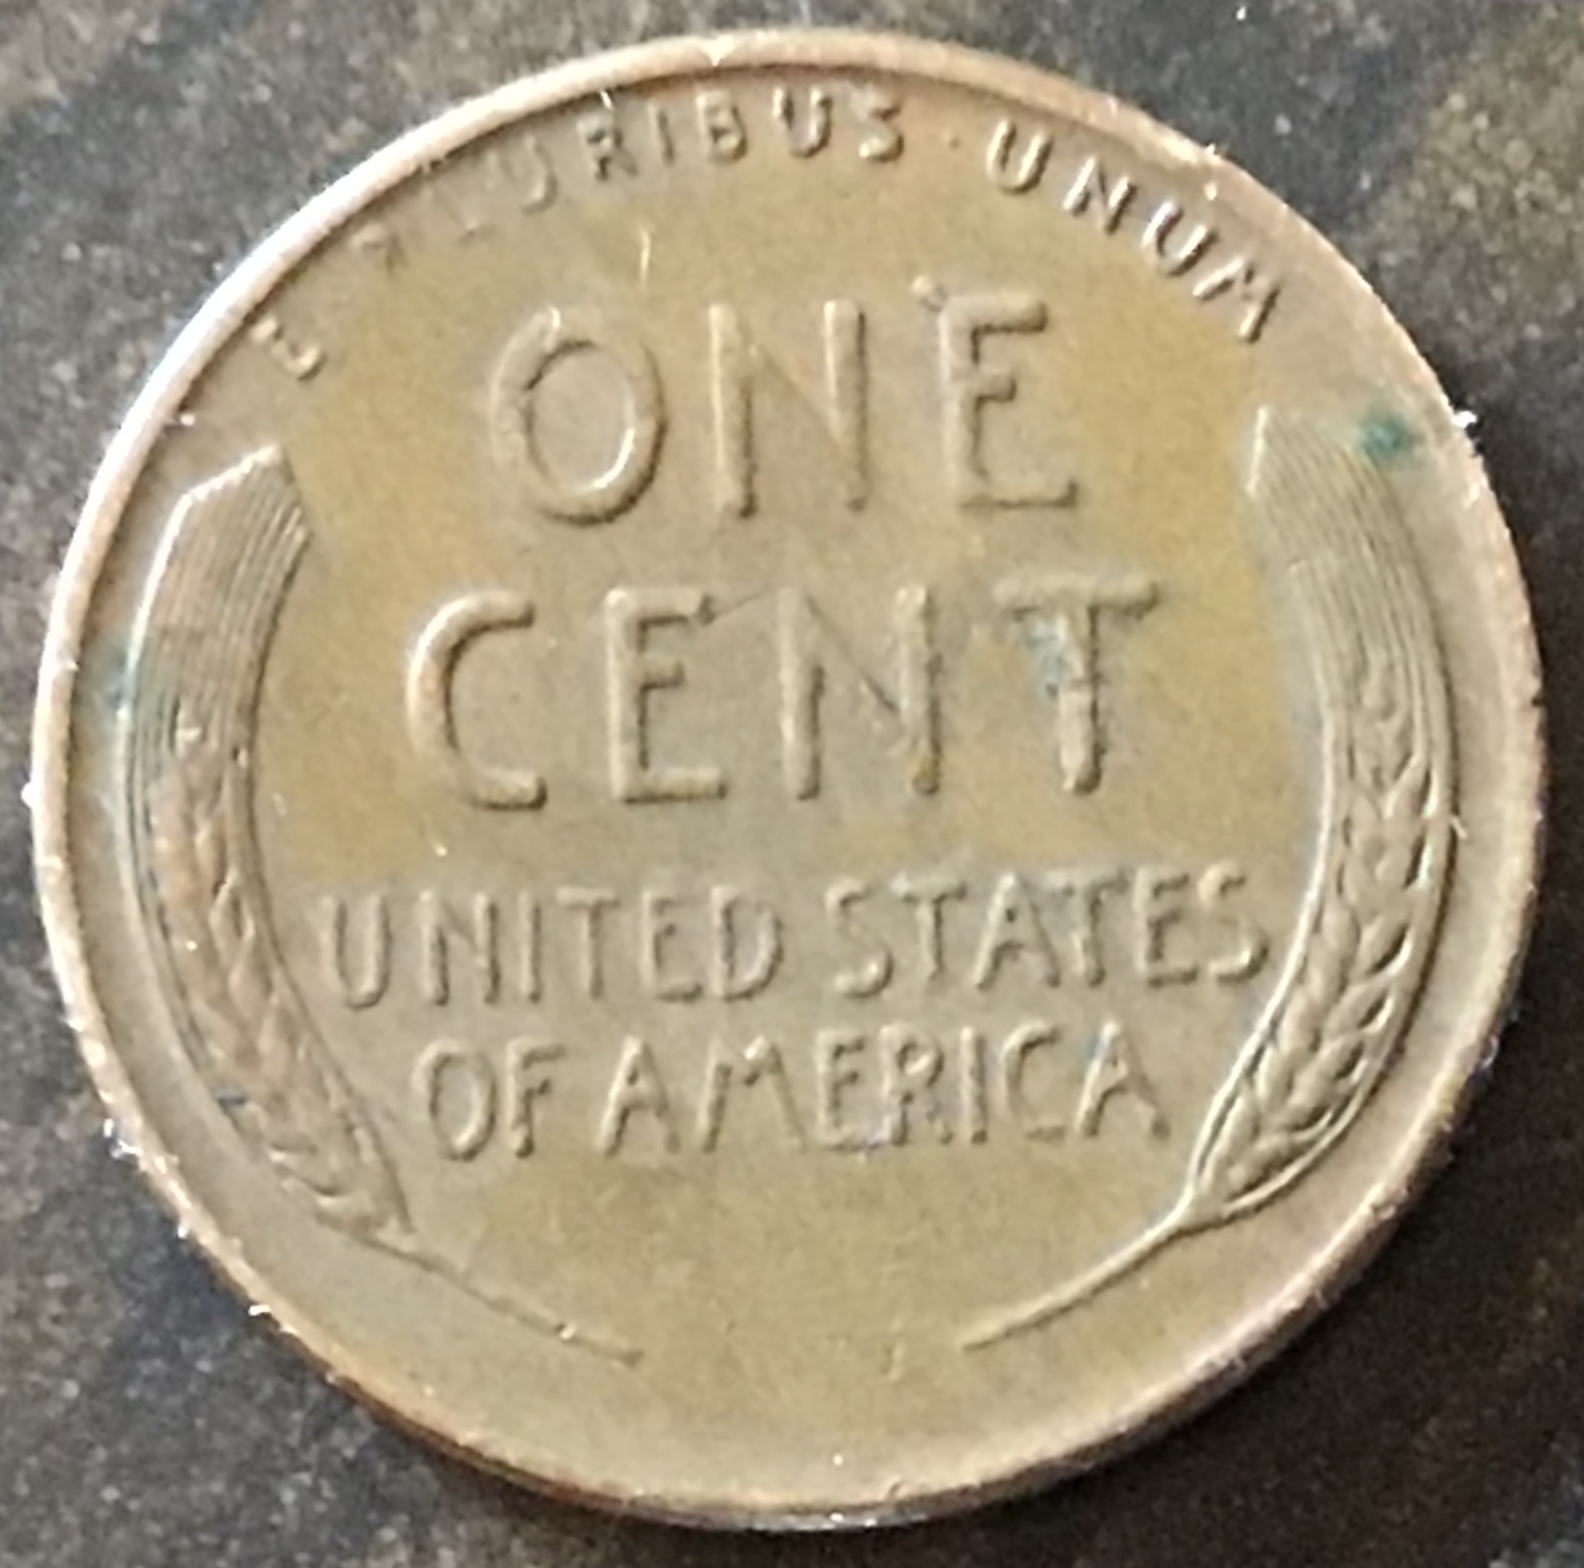 E PLURIBUS · UNUM
ONE
CENT
UNITED STATES
OF AMERICA